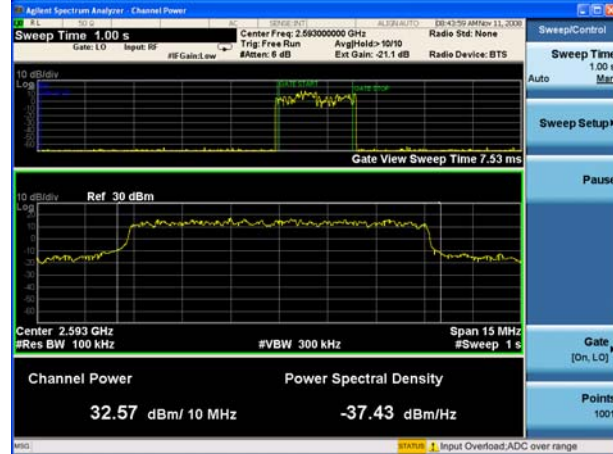 Agilent Spectrum Analyzer - Channel Power
RL 50 Ω AC SENSE:INT ALIGNAUTO 08:43:59 AM Nov 11, 2008
Sweep Time 1.00 s
Center Freq: 2.593000000 GHz
Radio Std: None
Gate: LO Input: RF
Trig: Free Run Avg|Hold:> 10/10
#IFGain:Low
#Atten: 6 dB Ext Gain: -21.1 dB
Radio Device: BTS
Sweep/Control
Sweep Time
1.00 s
Auto Man
Sweep Setup
Pause
Gate
[On, LO]
Points
1001
10 dB/div
Log
GATE START
GATE STOP
Gate View Sweep Time 7.53 ms
10 dB/div Ref 30 dBm
Log
Center 2.593 GHz Span 15 MHz
#Res BW 100 kHz #VBW 300 kHz #Sweep 1 s
Channel Power Power Spectral Density
32.57 dBm/ 10 MHz -37.43 dBm/Hz
MSG STATUS Input Overload;ADC over range